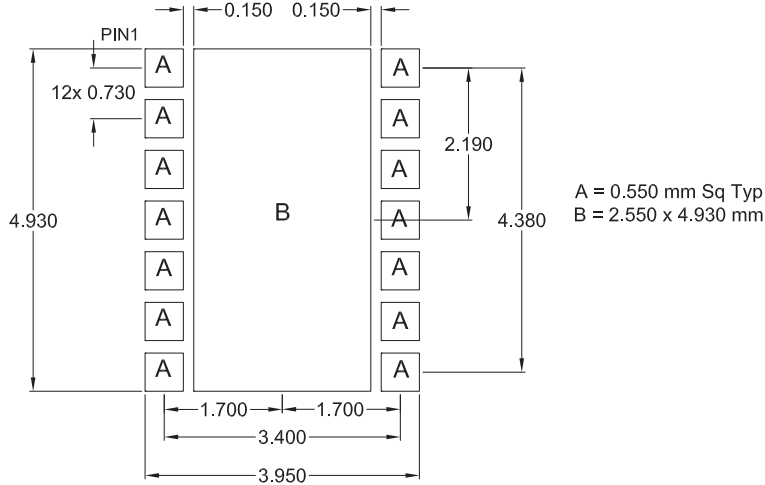 0.150 0.150
PIN1
A A
12x 0.730
A A
2.190
A A
A = 0.550 mm Sq Typ
4.930 A B A 4.380
B = 2.550 x 4.930 mm
A A
A A
A A
1.700 1.700
3.400
3.950